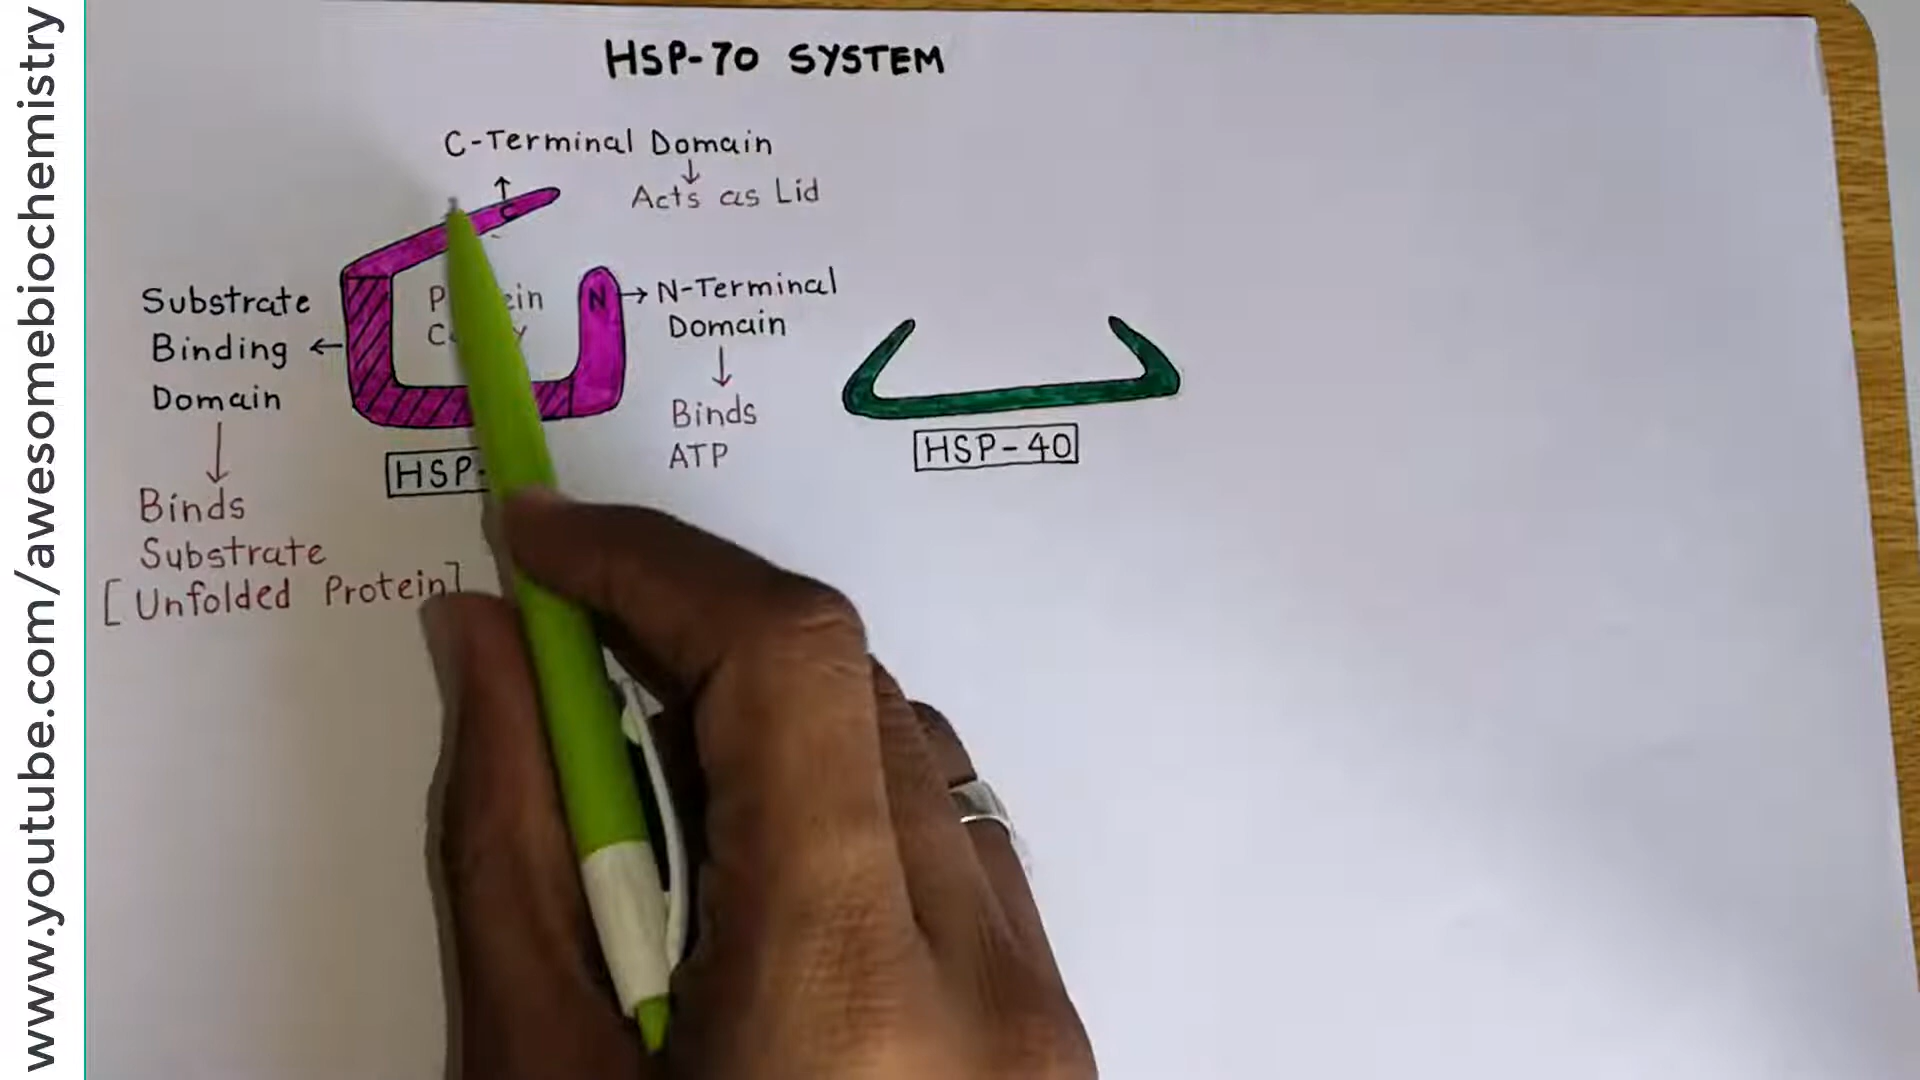 www.youtube.com/awesomebiochemistry
HSP-70 SYSTEM
C-Terminal Domain
↓
Acts as Lid
↑
C
Substrate
Binding ←
Domain
↓
Binds
Substrate
[Unfolded Protein]
N
→ N-Terminal
Domain
↓
Binds
ATP
HSP-
HSP-40